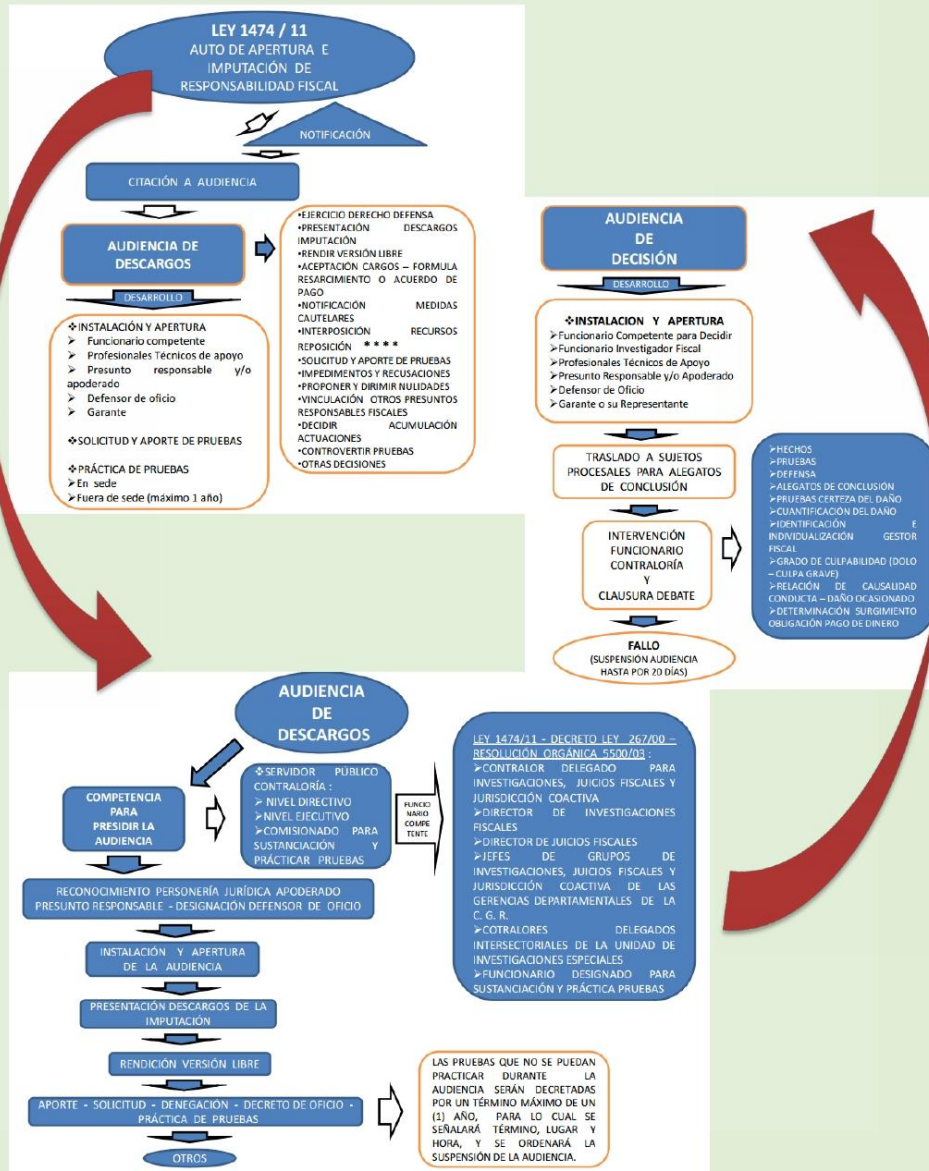 LEY 1474 / 11
AUTO DE APERTURA E
IMPUTACIÓN DE
RESPONSABILIDAD FISCAL
NOTIFICACIÓN
CITACIÓN A AUDIENCIA
AUDIENCIA DE
DESCARGOS
DESARROLLO
❖INSTALACIÓN Y APERTURA
➢ Funcionario competente
➢ Profesionales Técnicos de apoyo
➢ Presunto responsable y/o
apoderado
➢ Defensor de oficio
➢ Garante
❖SOLICITUD Y APORTE DE PRUEBAS
❖PRÁCTICA DE PRUEBAS
➢En sede
➢Fuera de sede (máximo 1 año)
•EJERCICIO DERECHO DEFENSA
•PRESENTACIÓN DESCARGOS
IMPUTACIÓN
•RENDIR VERSIÓN LIBRE
•ACEPTACIÓN CARGOS – FORMULA
RESARCIMIENTO O ACUERDO DE
PAGO
•NOTIFICACIÓN MEDIDAS
CAUTELARES
•INTERPOSICIÓN RECURSOS
REPOSICIÓN * * * *
•SOLICITUD Y APORTE DE PRUEBAS
•IMPEDIMENTOS Y RECUSACIONES
•PROPONER Y DIRIMIR NULIDADES
•VINCULACIÓN OTROS PRESUNTOS
RESPONSABLES FISCALES
•DECIDIR ACUMULACIÓN
ACTUACIONES
•CONTROVERTIR PRUEBAS
•OTRAS DECISIONES
AUDIENCIA
DE
DECISIÓN
DESARROLLO
❖INSTALACION Y APERTURA
➢Funcionario Competente para Decidir
➢Funcionario Investigador Fiscal
➢Profesionales Técnicos de Apoyo
➢Presunto Responsable y/o Apoderado
➢Defensor de Oficio
➢Garante o su Representante
TRASLADO A SUJETOS
PROCESALES PARA ALEGATOS
DE CONCLUSIÓN
INTERVENCIÓN
FUNCIONARIO
CONTRALORÍA
Y
CLAUSURA DEBATE
➢HECHOS
➢PRUEBAS
➢DEFENSA
➢ALEGATOS DE CONCLUSIÓN
➢PRUEBAS CERTEZA DEL DAÑO
➢CUANTIFICACIÓN DEL DAÑO
➢IDENTIFICACIÓN E
INDIVIDUALIZACIÓN GESTOR
FISCAL
➢GRADO DE CULPABILIDAD (DOLO
– CULPA GRAVE)
➢RELACIÓN DE CAUSALIDAD
CONDUCTA – DAÑO OCASIONADO
➢DETERMINACIÓN SURGIMIENTO
OBLIGACIÓN PAGO DE DINERO
FALLO
(SUSPENSIÓN AUDIENCIA
HASTA POR 20 DÍAS)
AUDIENCIA
DE
DESCARGOS
COMPETENCIA
PARA
PRESIDIR LA
AUDIENCIA
❖SERVIDOR PÚBLICO
CONTRALORÍA :
➢ NIVEL DIRECTIVO
➢NIVEL EJECUTIVO
➢COMISIONADO PARA
SUSTANCIACIÓN Y
PRÁCTICAR PRUEBAS
FUNCIO
NARIO
COMPE
TENTE
LEY 1474/11 - DECRETO LEY 267/00 –
RESOLUCIÓN ORGÁNICA 5500/03 :
➢CONTRALOR DELEGADO PARA
INVESTIGACIONES, JUICIOS FISCALES Y
JURISDICCIÓN COACTIVA
➢DIRECTOR DE INVESTIGACIONES
FISCALES
➢DIRECTOR DE JUICIOS FISCALES
➢JEFES DE GRUPOS DE
INVESTIGACIONES, JUICIOS FISCALES Y
JURISDICCIÓN COACTIVA DE LAS
GERENCIAS DEPARTAMENTALES DE LA
C. G. R.
➢COTRALORES DELEGADOS
INTERSECTORIALES DE LA UNIDAD DE
INVESTIGACIONES ESPECIALES
➢FUNCIONARIO DESIGNADO PARA
SUSTANCIACIÓN Y PRÁCTICA PRUEBAS
RECONOCIMIENTO PERSONERÍA JURÍDICA APODERADO
PRESUNTO RESPONSABLE - DESIGNACIÓN DEFENSOR DE OFICIO
INSTALACIÓN Y APERTURA
DE LA AUDIENCIA
PRESENTACIÓN DESCARGOS DE LA
IMPUTACIÓN
RENDICIÓN VERSIÓN LIBRE
APORTE - SOLICITUD - DENEGACIÓN - DECRETO DE OFICIO -
PRÁCTICA DE PRUEBAS
OTROS
LAS PRUEBAS QUE NO SE PUEDAN
PRACTICAR DURANTE LA
AUDIENCIA SERÁN DECRETADAS
POR UN TÉRMINO MÁXIMO DE UN
(1) AÑO, PARA LO CUAL SE
SEÑALARÁ TÉRMINO, LUGAR Y
HORA, Y SE ORDENARÁ LA
SUSPENSIÓN DE LA AUDIENCIA.